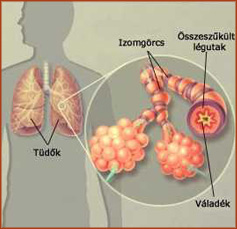 Izomgörcs
Összeszűkült
légutak
Tüdők
Váladék